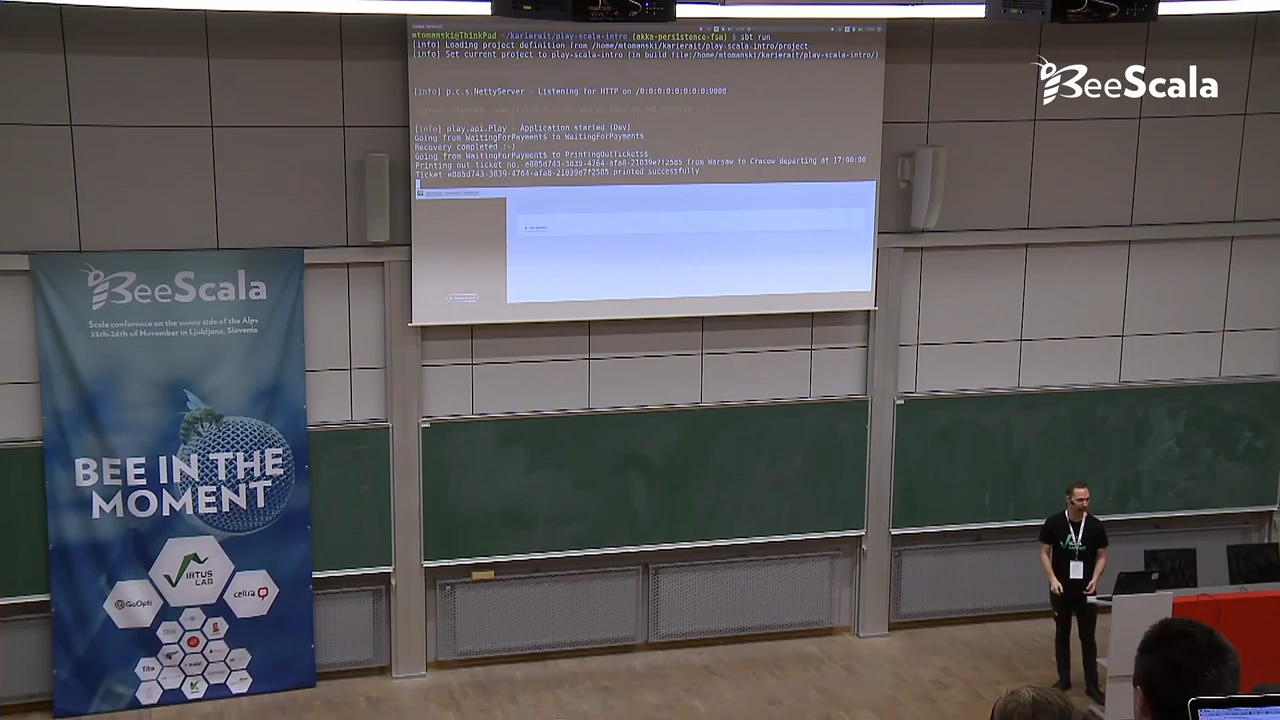 mtomanski@ThinkPad ~/karierait/play-scala-intro (akka-persistence-fsm) $ sbt run
[info] Loading project definition from /home/mtomanski/karierait/play-scala-intro/project
[info] Set current project to play-scala-intro (in build file:/home/mtomanski/karierait/play-scala-intro/)
[info] p.c.s.NettyServer - Listening for HTTP on /0:0:0:0:0:0:0:0:9000
[info] play.api.Play - Application started (Dev)
Going from WaitingForPayment$ to WaitingForPayment$
Recovery completed :-)
Going from WaitingForPayment$ to PrintingOutTickets$
Printing out ticket no. e885d743-3839-4764-afa8-21039e7f2585 from Warsaw to Cracow departing at 17:00:00
Ticket e885d743-3839-4764-afa8-21039e7f2585 printed successfully
BeeScala
BeeScala
Scala conference on the sunny side of the Alps
25th-26th of November in Ljubljana, Slovenia
BEE IN THE
MOMENT
VIRTUS
LAB
GoOpti
celtra
Tito